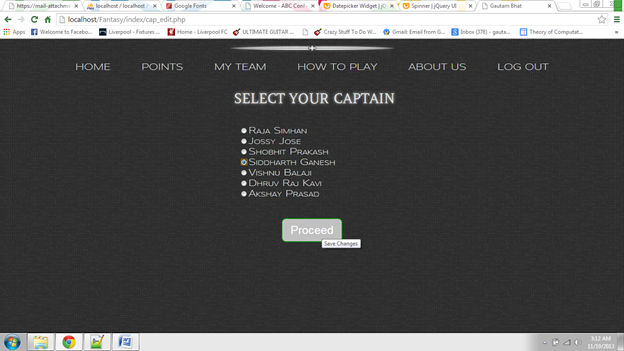 https://mail-attachm
localhost / localhost
Google Fonts
Welcome - ABC Con
Datepicker Widget | jQ
Spinner | jQuery UI
Gautam Bhat
localhost/Fantasy/index/cap_edit.php
Apps
Welcome to Facebo...
Liverpool - Fixtures ...
Home - Liverpool FC
ULTIMATE GUITAR ...
Crazy Stuff To Do W...
Gmail: Email from G...
Inbox (378) - gauta...
Theory of Computat...
HOME POINTS MY TEAM HOW TO PLAY ABOUT US LOG OUT
SELECT YOUR CAPTAIN
Raja Simhan
Jossy Jose
Shobhit Prakash
Siddharth Ganesh
Vishnu Balaji
Dhruv Raj Kavi
Akshay Prasad
Proceed
Save Changes
3:12 AM
11/19/2013